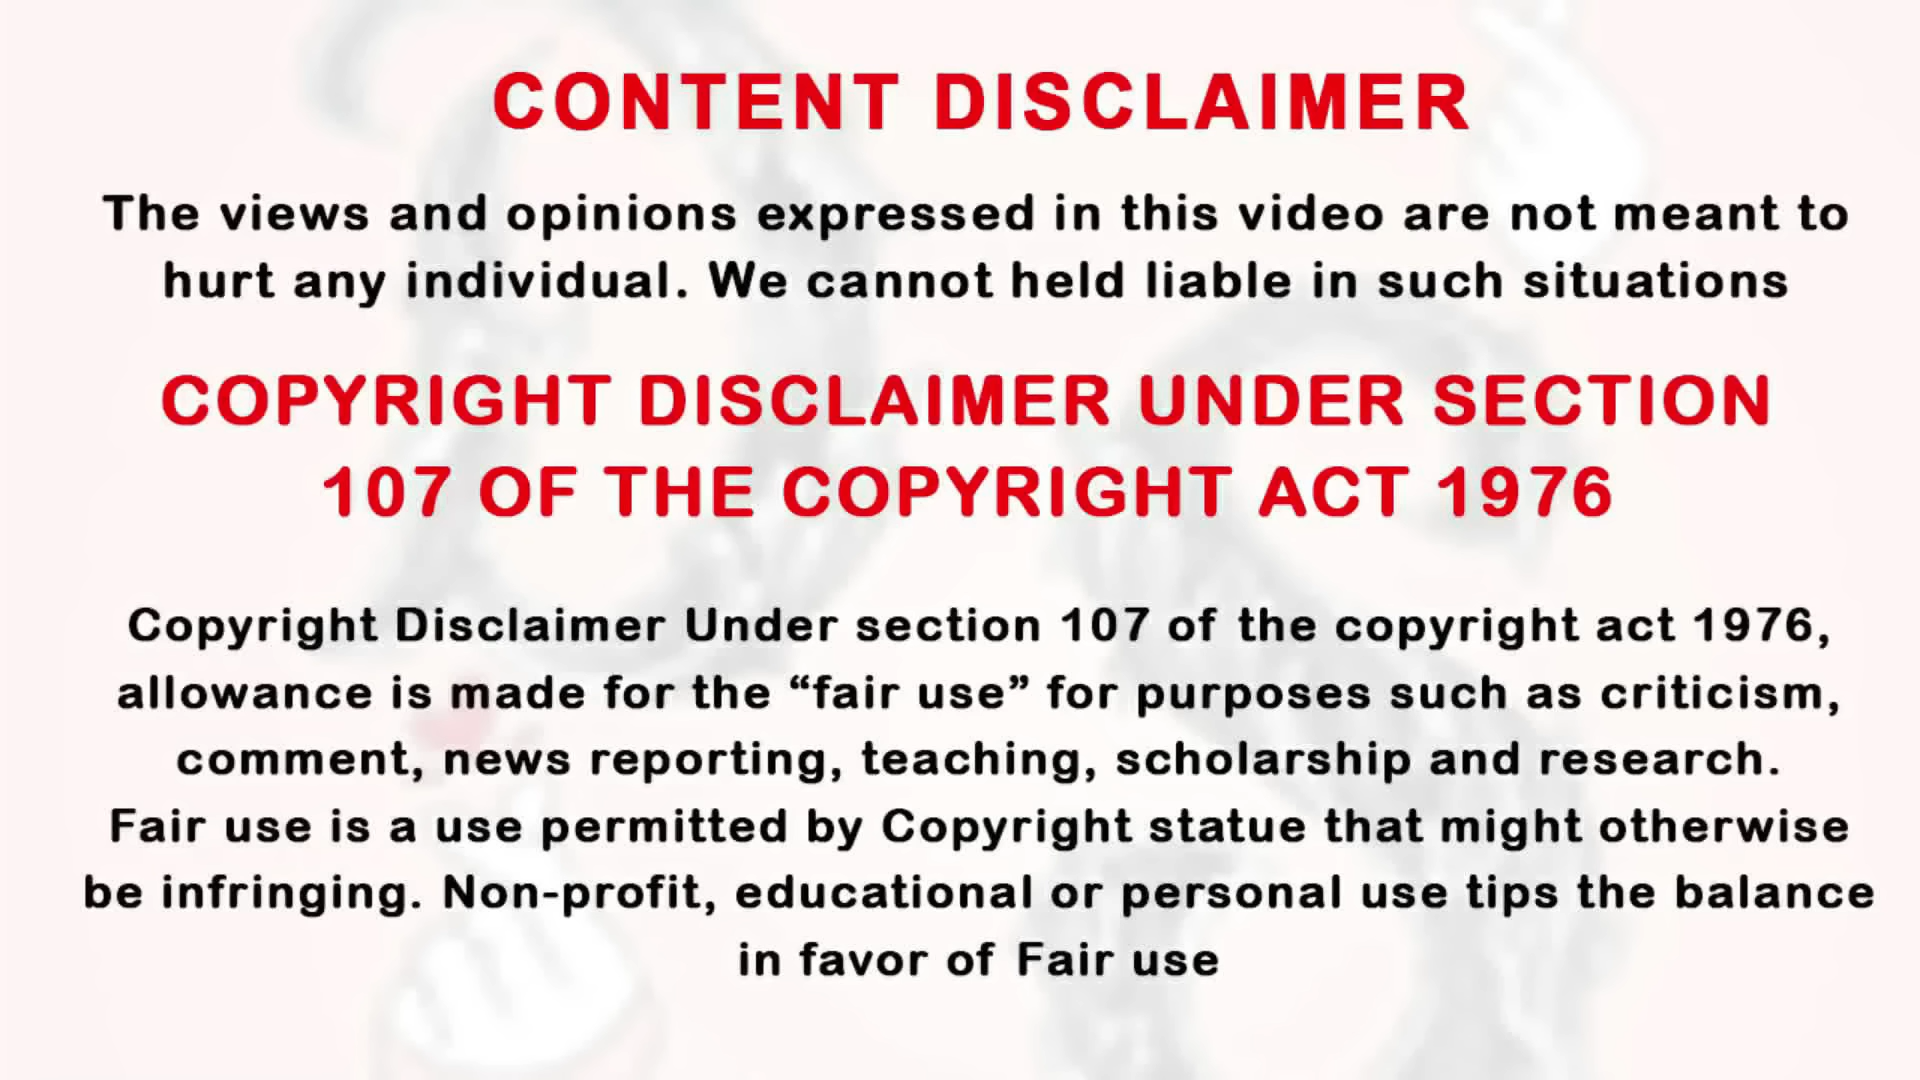 CONTENT DISCLAIMER
The views and opinions expressed in this video are not meant to
hurt any individual. We cannot held liable in such situations
COPYRIGHT DISCLAIMER UNDER SECTION
107 OF THE COPYRIGHT ACT 1976
Copyright Disclaimer Under section 107 of the copyright act 1976,
allowance is made for the “fair use” for purposes such as criticism,
comment, news reporting, teaching, scholarship and research.
Fair use is a use permitted by Copyright statue that might otherwise
be infringing. Non-profit, educational or personal use tips the balance
in favor of Fair use